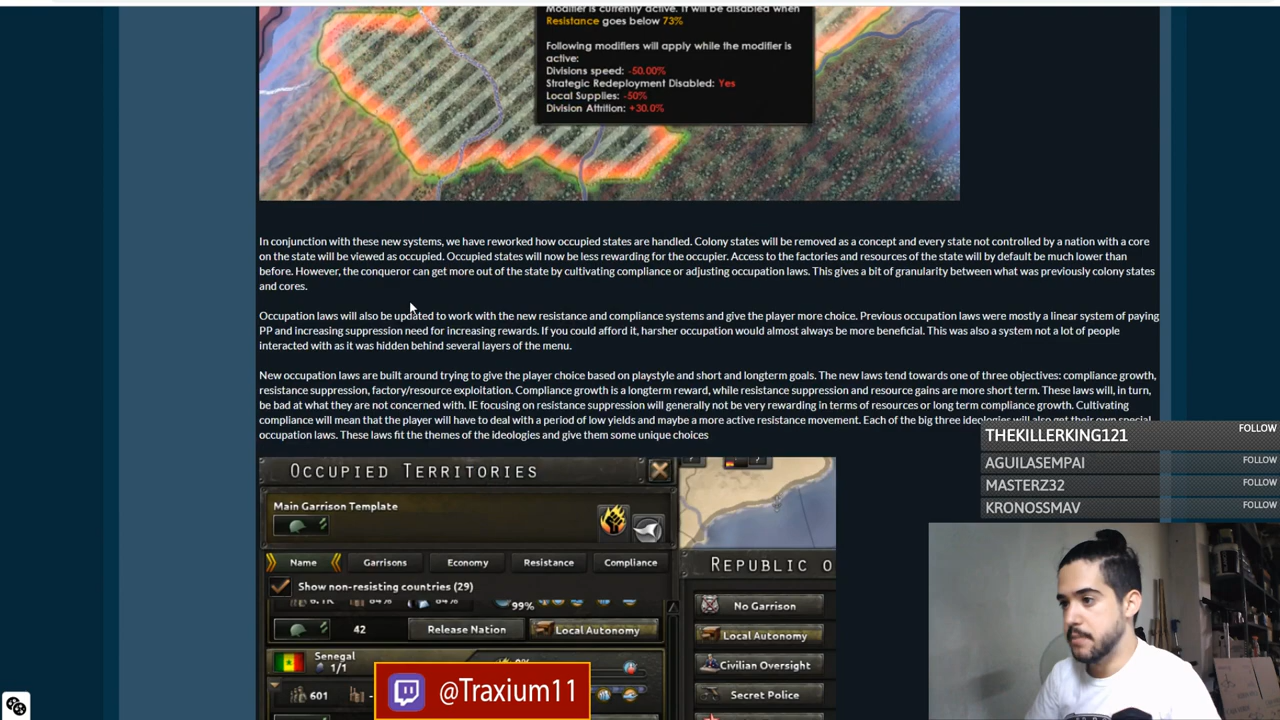 Modifier is currently active. It will be disabled when
Resistance goes below 73%
Following modifiers will apply while the modifier is
active:
Divisions speed: -50.00%
Strategic Redeployment Disabled: Yes
Local Supplies: -50%
Division Attrition: +30.0%
In conjunction with these new systems, we have reworked how occupied states are handled. Colony states will be removed as a concept and every state not controlled by a nation with a core
on the state will be viewed as occupied. Occupied states will now be less rewarding for the occupier. Access to the factories and resources of the state will by default be much lower than
before. However, the conqueror can get more out of the state by cultivating compliance or adjusting occupation laws. This gives a bit of granularity between what was previously colony states
and cores.
Occupation laws will also be updated to work with the new resistance and compliance systems and give the player more choice. Previous occupation laws were mostly a linear system of paying
PP and increasing suppression need for increasing rewards. If you could afford it, harsher occupation would almost always be more beneficial. This was also a system not a lot of people
interacted with as it was hidden behind several layers of the menu.
New occupation laws are built around trying to give the player choice based on playstyle and short and longterm goals. The new laws tend towards one of three objectives: compliance growth,
resistance suppression, factory/resource exploitation. Compliance growth is a longterm reward, while resistance suppression and resource gains are more short term. These laws will, in turn,
be bad at what they are not concerned with. IE focusing on resistance suppression will generally not be very rewarding in terms of resources or long term compliance growth. Cultivating
compliance will mean that the player will have to deal with a period of low yields and maybe a more active resistance movement. Each of the big three ideologies will also get their own special
occupation laws. These laws fit the themes of the ideologies and give them some unique choices
THEKILLERKING121 FOLLOW
AGUILASEMPAI FOLLOW
MASTERZ32 FOLLOW
KRONOSSMAV FOLLOW
Occupied Territories
Main Garrison Template
Name Garrisons Economy Resistance Compliance
Republic o
Show non-resisting countries (29)
99%
No Garrison
42 Release Nation Local Autonomy
Local Autonomy
Senegal
1/1
Civilian Oversight
601
Secret Police
@Traxium11